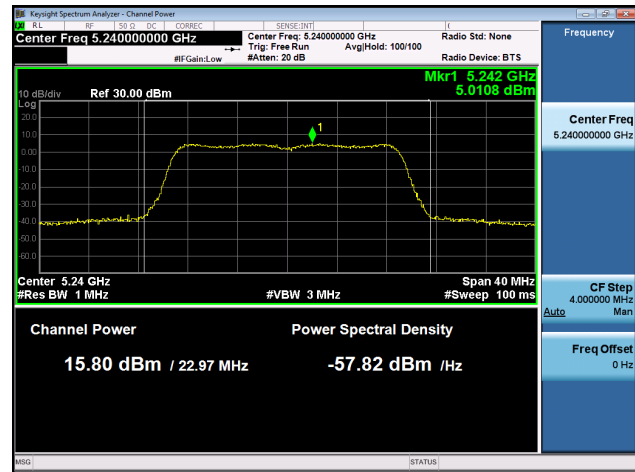 Keysight Spectrum Analyzer - Channel Power
RL RF 50 Ω DC CORREC SENSE:INT
Center Freq 5.240000000 GHz
Center Freq: 5.240000000 GHz
Radio Std: None
Trig: Free Run Avg|Hold: 100/100
#IFGain:Low
#Atten: 20 dB
Radio Device: BTS
Mkr1 5.242 GHz
5.0108 dBm
10 dB/div Ref 30.00 dBm
Log
20.0
10.0
0.00
-10.0
-20.0
-30.0
-40.0
-50.0
-60.0
1
Center 5.24 GHz
Span 40 MHz
#Res BW 1 MHz
#VBW 3 MHz
#Sweep 100 ms
Channel Power
Power Spectral Density
15.80 dBm / 22.97 MHz
-57.82 dBm /Hz
MSG
STATUS
Frequency
Center Freq
5.240000000 GHz
CF Step
4.000000 MHz
Auto Man
Freq Offset
0 Hz